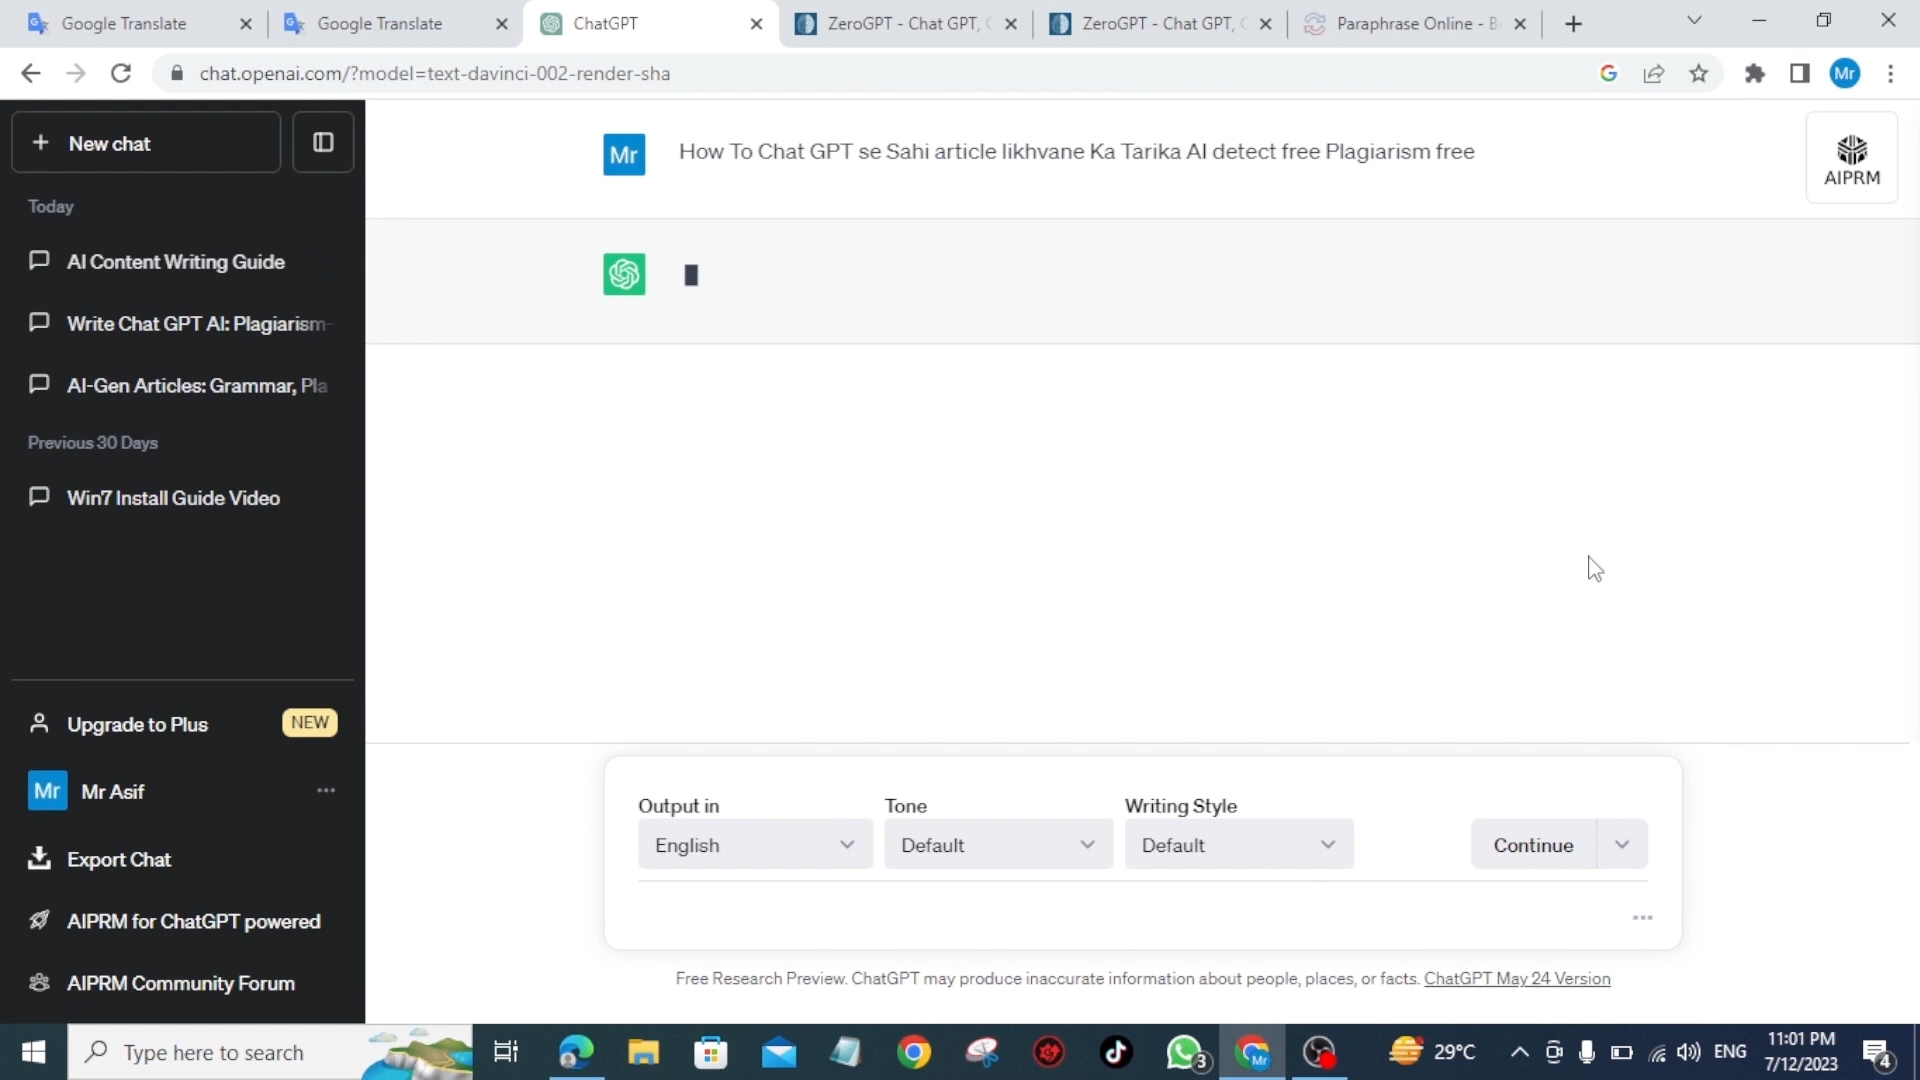 Google Translate
Google Translate
ChatGPT
ZeroGPT - Chat GPT,
ZeroGPT - Chat GPT,
Paraphrase Online -
chat.openai.com/?model=text-davinci-002-render-sha
Mr
New chat
Today
AI Content Writing Guide
Write Chat GPT AI: Plagiarism-
AI-Gen Articles: Grammar, Pla
Previous 30 Days
Win7 Install Guide Video
Upgrade to Plus
NEW
Mr
Mr Asif
Export Chat
AIPRM for ChatGPT powered
AIPRM Community Forum
Mr
How To Chat GPT se Sahi article likhvane Ka Tarika AI detect free Plagiarism free
AIPRM
Output in
Tone
Writing Style
English
Default
Default
Continue
Free Research Preview. ChatGPT may produce inaccurate information about people, places, or facts. ChatGPT May 24 Version
Type here to search
3
Mr
29°C
ENG
11:01 PM
7/12/2023
4